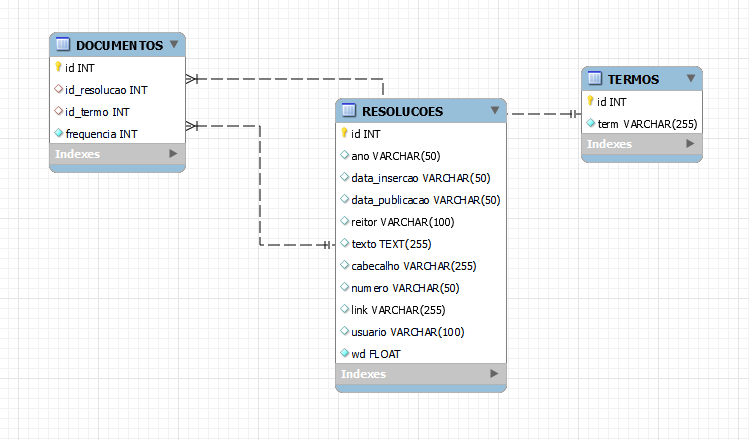 DOCUMENTOS
id INT
id_resolucao INT
id_termo INT
frequencia INT
Indexes
RESOLUCOES
id INT
ano VARCHAR(50)
data_insercao VARCHAR(50)
data_publicacao VARCHAR(50)
reitor VARCHAR(100)
texto TEXT(255)
cabecalho VARCHAR(255)
numero VARCHAR(50)
link VARCHAR(255)
usuario VARCHAR(100)
wd FLOAT
Indexes
TERMOS
id INT
term VARCHAR(255)
Indexes